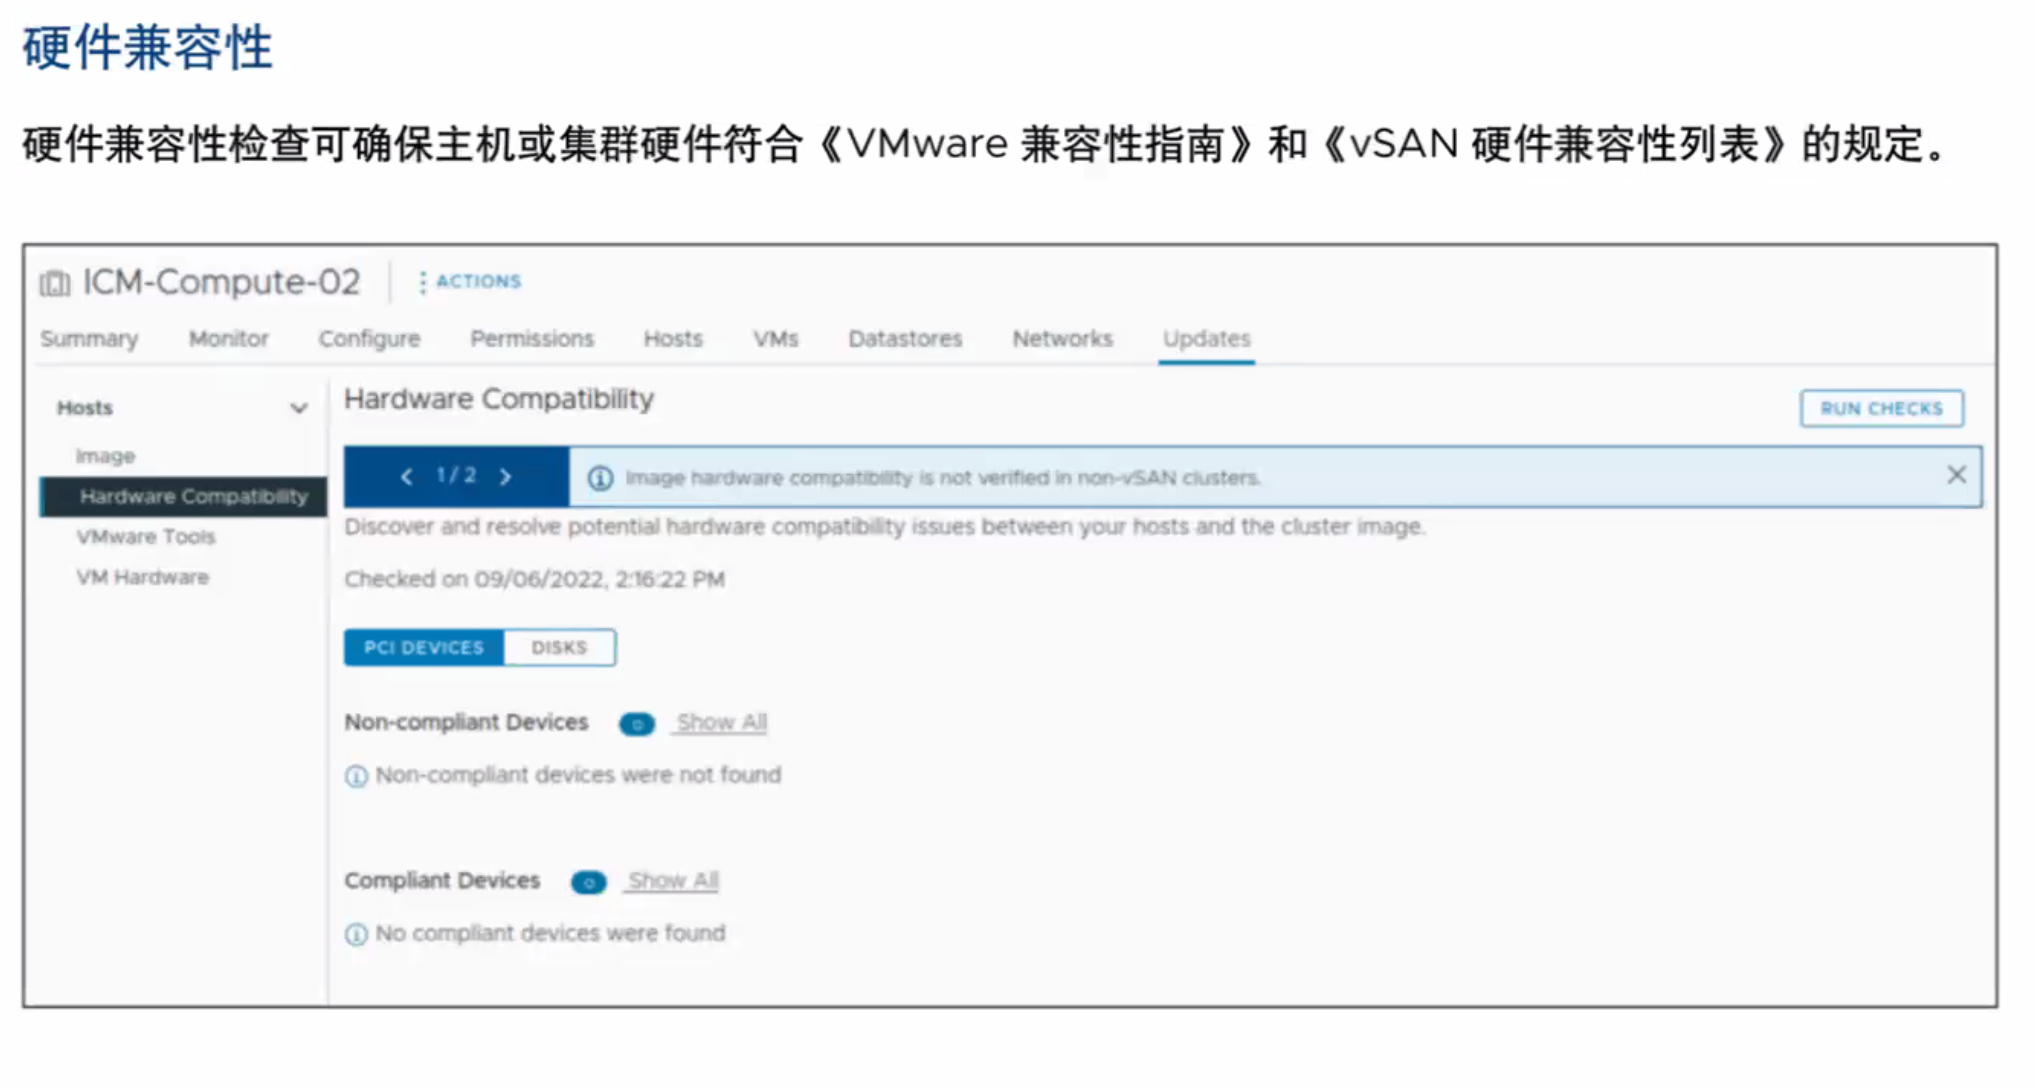 硬件兼容性
硬件兼容性检查可确保主机或集群硬件符合《VMware 兼容性指南》和《vSAN 硬件兼容性列表》的规定。
ICM-Compute-02 ACTIONS
Summary Monitor Configure Permissions Hosts VMs Datastores Networks Updates
Hosts
Image
Hardware Compatibility
VMware Tools
VM Hardware
Hardware Compatibility
RUN CHECKS
1 / 2
Image hardware compatibility is not verified in non-vSAN clusters.
Discover and resolve potential hardware compatibility issues between your hosts and the cluster image.
Checked on 09/06/2022, 2:16:22 PM
PCI DEVICES DISKS
Non-compliant Devices 0 Show All
Non-compliant devices were not found
Compliant Devices 0 Show All
No compliant devices were found